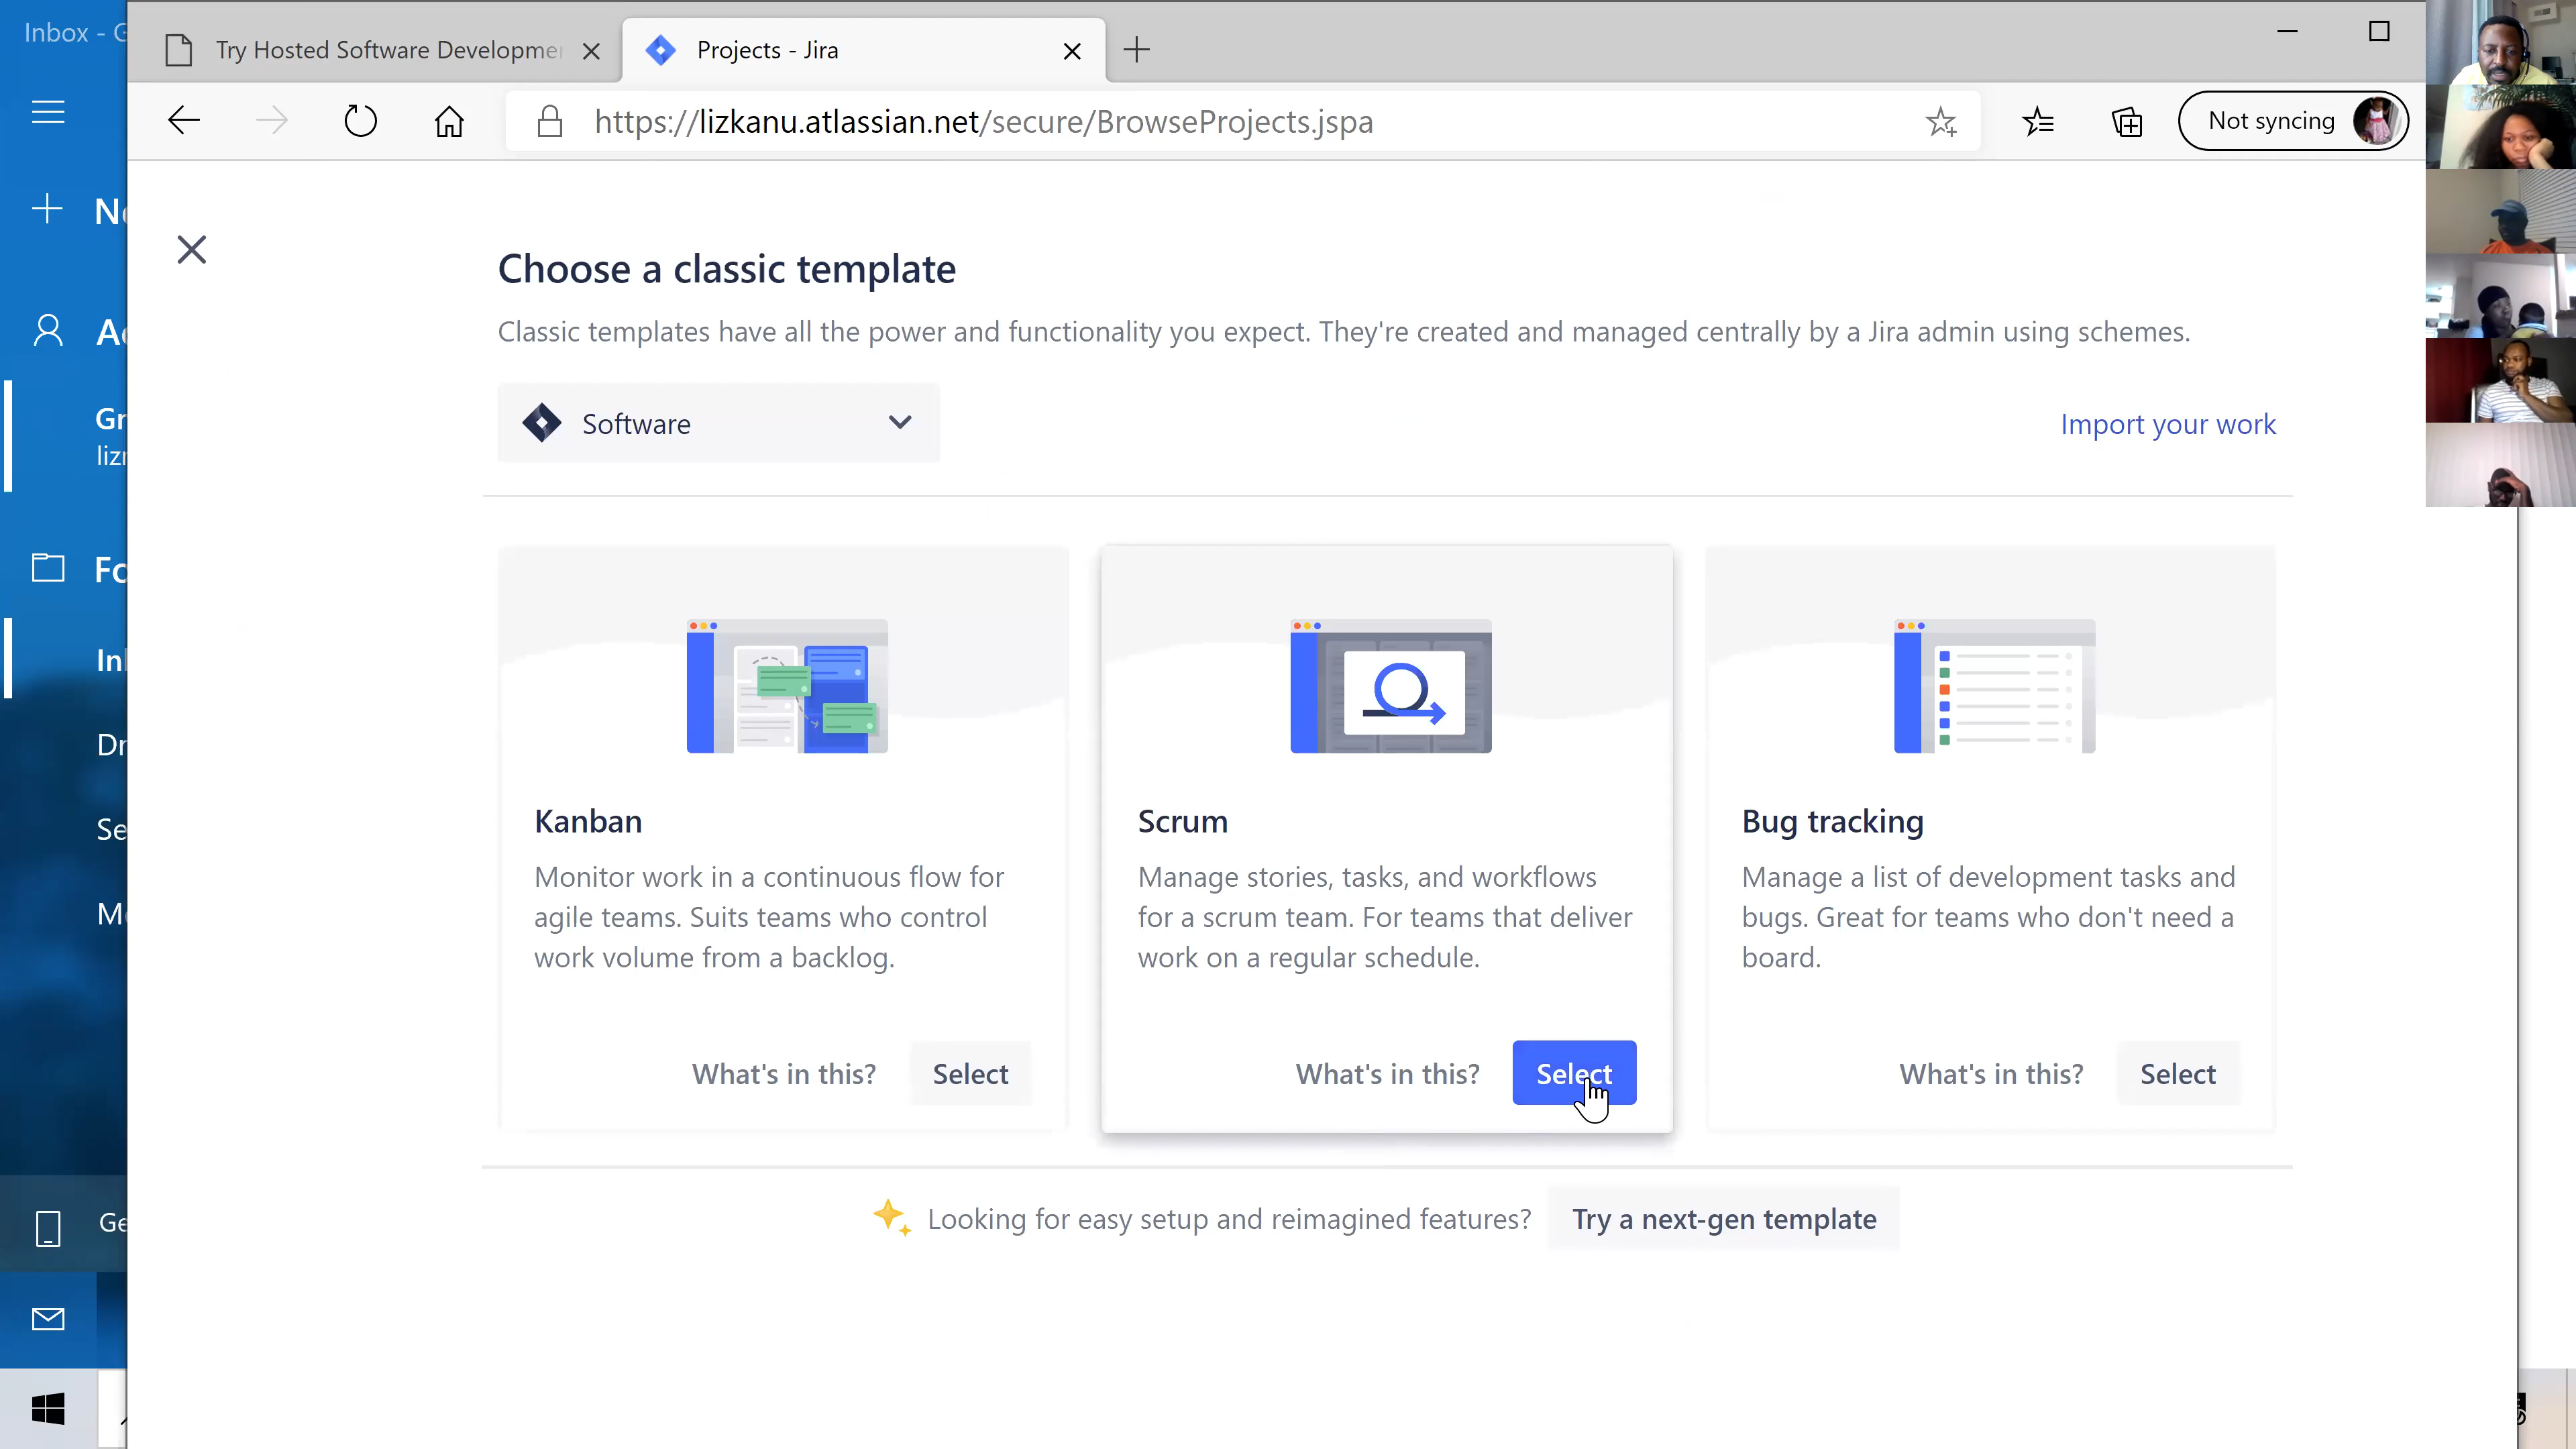 Inbox - G
Try Hosted Software Developme
Projects - Jira
https://lizkanu.atlassian.net/secure/BrowseProjects.jspa
Not syncing
Choose a classic template
Classic templates have all the power and functionality you expect. They're created and managed centrally by a Jira admin using schemes.
Software
Import your work
Kanban
Monitor work in a continuous flow for
agile teams. Suits teams who control
work volume from a backlog.
What's in this?
Select
Scrum
Manage stories, tasks, and workflows
for a scrum team. For teams that deliver
work on a regular schedule.
What's in this?
Select
Bug tracking
Manage a list of development tasks and
bugs. Great for teams who don't need a
board.
What's in this?
Select
Looking for easy setup and reimagined features?
Try a next-gen template